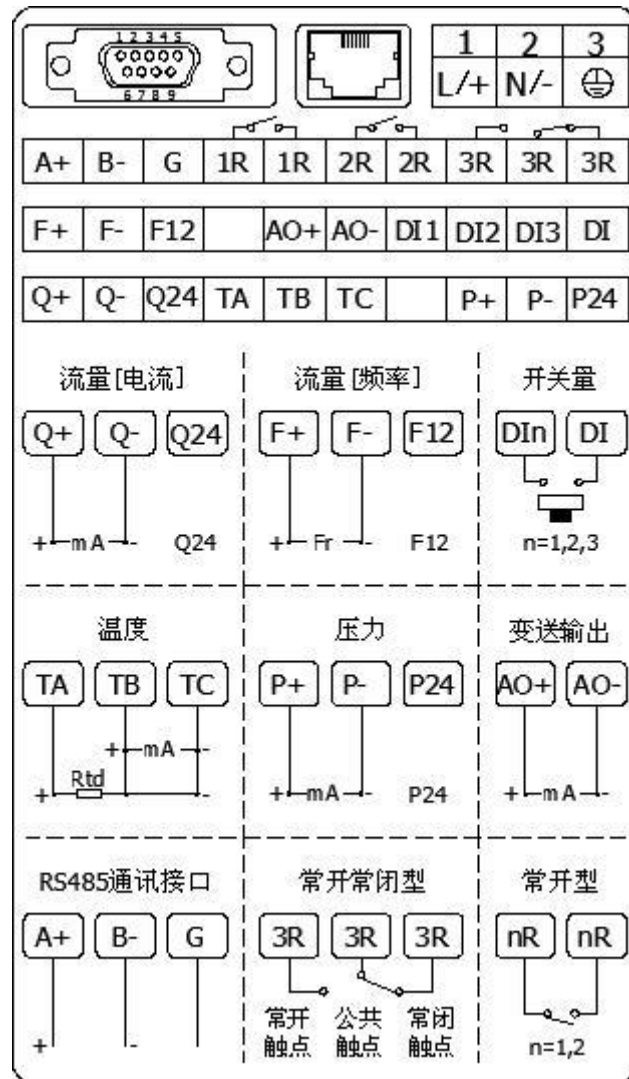 1 2 3 4 5
6 7 8 9
1 2 3
L/+ N/-
A+ B- G 1R 1R 2R 2R 3R 3R 3R
F+ F- F12 AO+ AO- DI1 DI2 DI3 DI
Q+ Q- Q24 TA TB TC P+ P- P24
流量[电流] 流量[频率] 开关量
Q+ Q- Q24 F+ F- F12 DIn DI
+ mA - Q24 + Fr - F12 n=1,2,3
温度 压力 变送输出
TA TB TC P+ P- P24 AO+ AO-
+ mA -
Rtd
+ - + mA - P24 + mA -
RS485通讯接口 常开常闭型 常开型
A+ B- G 3R 3R 3R nR nR
常开 公共 常闭
+ - 触点 触点 触点 n=1,2